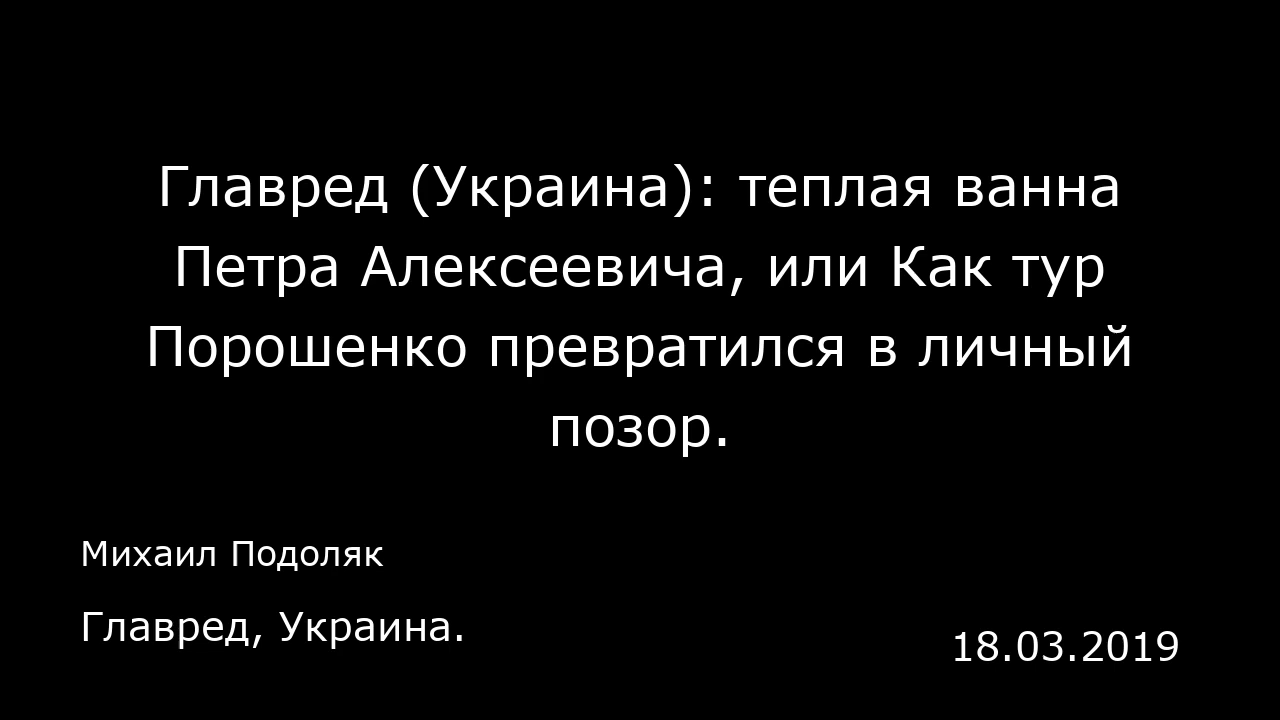 Главред (Украина): теплая ванна
Петра Алексеевича, или Как тур
Порошенко превратился в личный
позор.
Михаил Подоляк
Главред, Украина.
18.03.2019